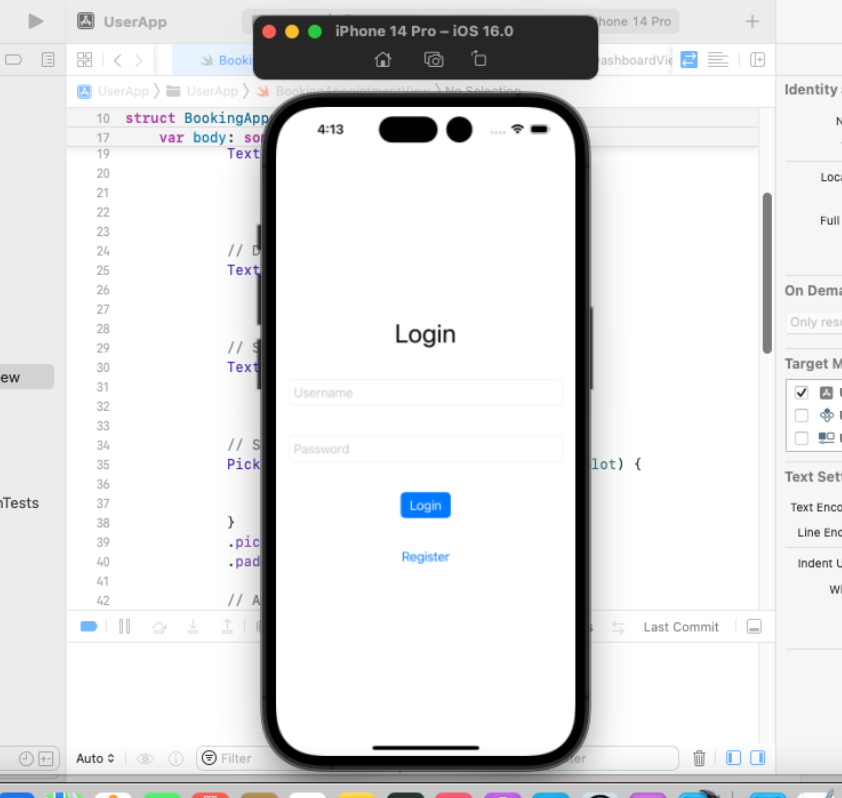 UserApp
iPhone 14 Pro – iOS 16.0
hone 14 Pro
Booki
ashboardVie
UserApp
UserApp
BookingAppointmentView
No Selection
Identity
10 struct BookingApp
17 var body: so
19 Text
20
21
22
23
24 // D
25 Text
26
27
28
29 // S
30 Text
31
32
33
34 // S
35 Pick
lot) {
36
37
38 }
39 .pic
40 .pad
41
42 // A
4:13
Login
Username
Password
Login
Register
ew
nTests
Loca
Full
On Dema
Only reso
Target M
Text Sett
Text Enco
Line End
Indent U
Wi
Last Commit
Auto
Filter